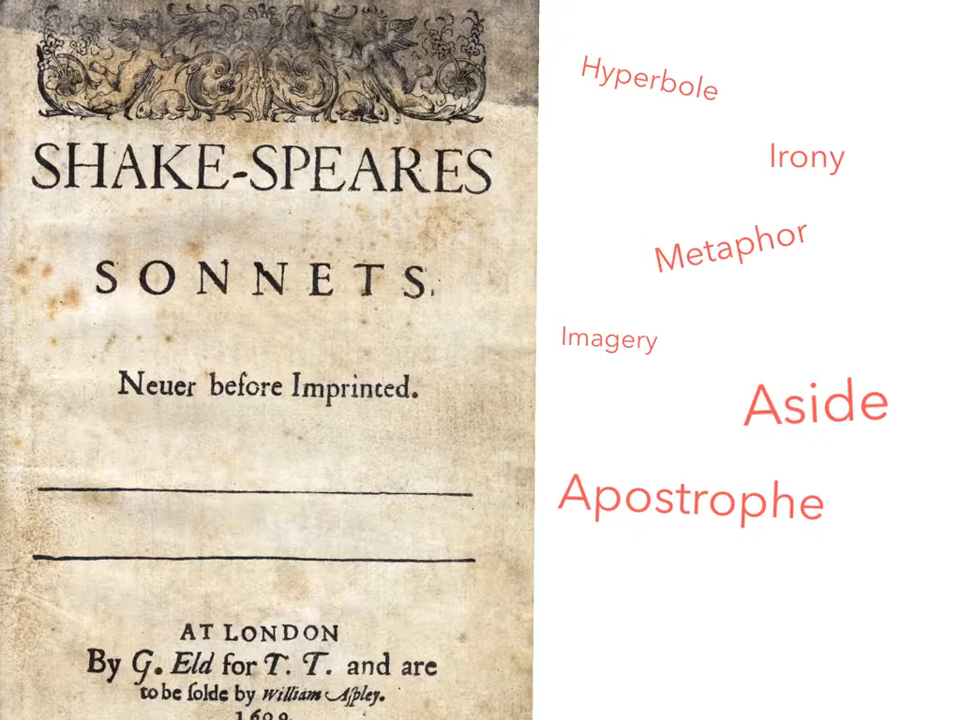 SHAKE-SPEARES
SONNETS.
Neuer before Imprinted.
AT LONDON
By G. Eld for T. T. and are
to be ſolde by William Aſpley.
1609.
Hyperbole
Irony
Metaphor
Imagery
Aside
Apostrophe